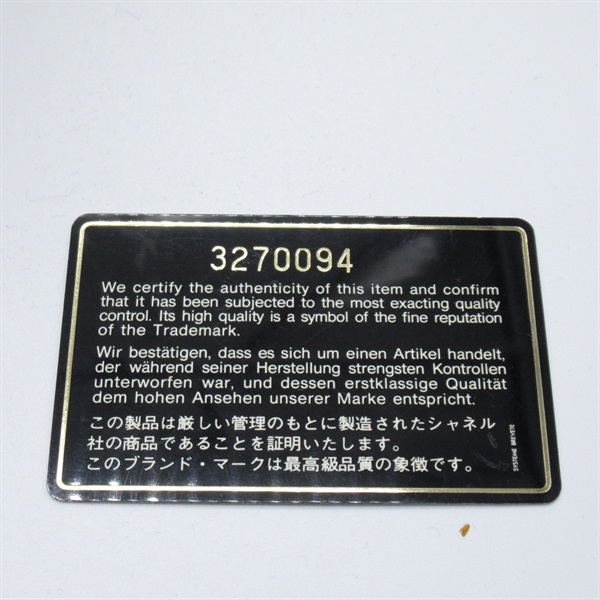 3270094
We certify the authenticity of this item and confirm
that it has been subjected to the most exacting quality
control. Its high quality is a symbol of the fine reputation
of the Trademark.
Wir bestätigen, dass es sich um einen Artikel handelt,
der während seiner Herstellung strengsten Kontrollen
unterworfen war, und dessen erstklassige Qualität
dem hohen Ansehen unserer Marke entspricht.
この製品は厳しい管理のもとに製造されたシャネル
社の商品であることを証明いたします。
このブランド・マークは最高級品質の象徴です。
SYSTEME BREVETE